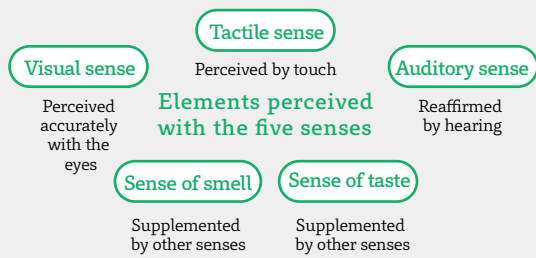 Tactile sense
Perceived by touch
Visual sense
Perceived
accurately
with the
eyes
Elements perceived
with the five senses
Auditory sense
Reaffirmed
by hearing
Sense of smell
Supplemented
by other senses
Sense of taste
Supplemented
by other senses